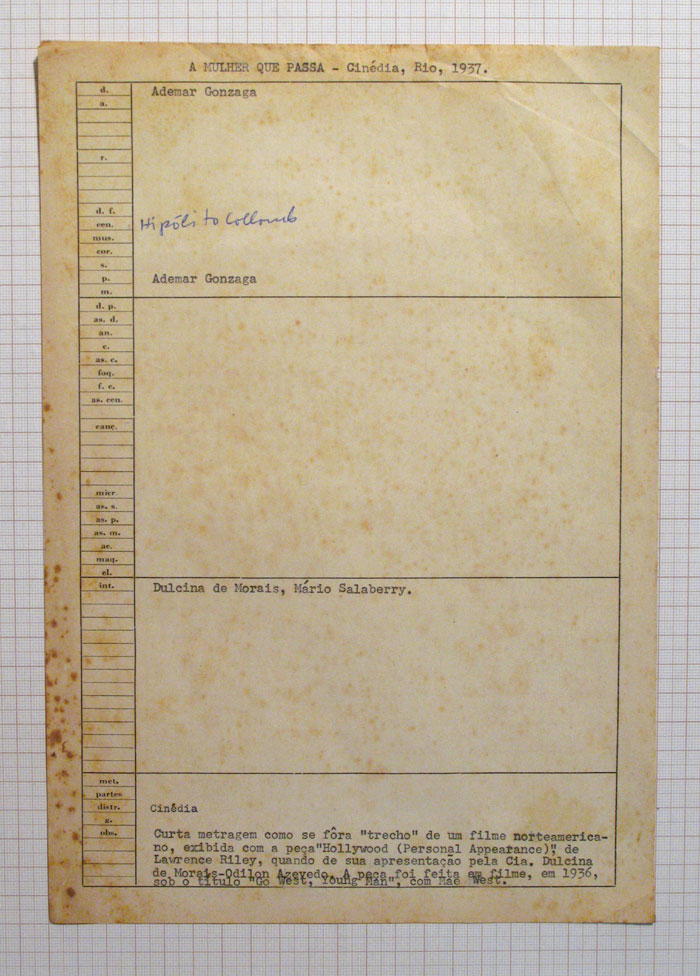 A MULHER QUE PASSA - Cinédia, Rio, 1937.
d. Ademar Gonzaga
a.
r.
d. f.
cen. Hipólito Collomb
mus.
cor.
s.
p. Ademar Gonzaga
m.
d. p.
as. d.
an.
c.
as. c.
foq.
f. c.
as. cen.
canç.
micr
as. s.
as. p.
as. m.
ac.
maq.
el.
int. Dulcina de Morais, Mário Salaberry.
met.
partes
distr. Cinédia
g.
obs. Curta metragem como se fôra "trecho" de um filme norteamerica-
no, exibida com a peça"Hollywood (Personal Appearance)", de
Lawrence Riley, quando de sua apresentação pela Cia. Dulcina
de Morais-Odilon Azevedo. A peça foi feita em filme, em 1936,
sob o título "Go West, Young Man", com Mae West.